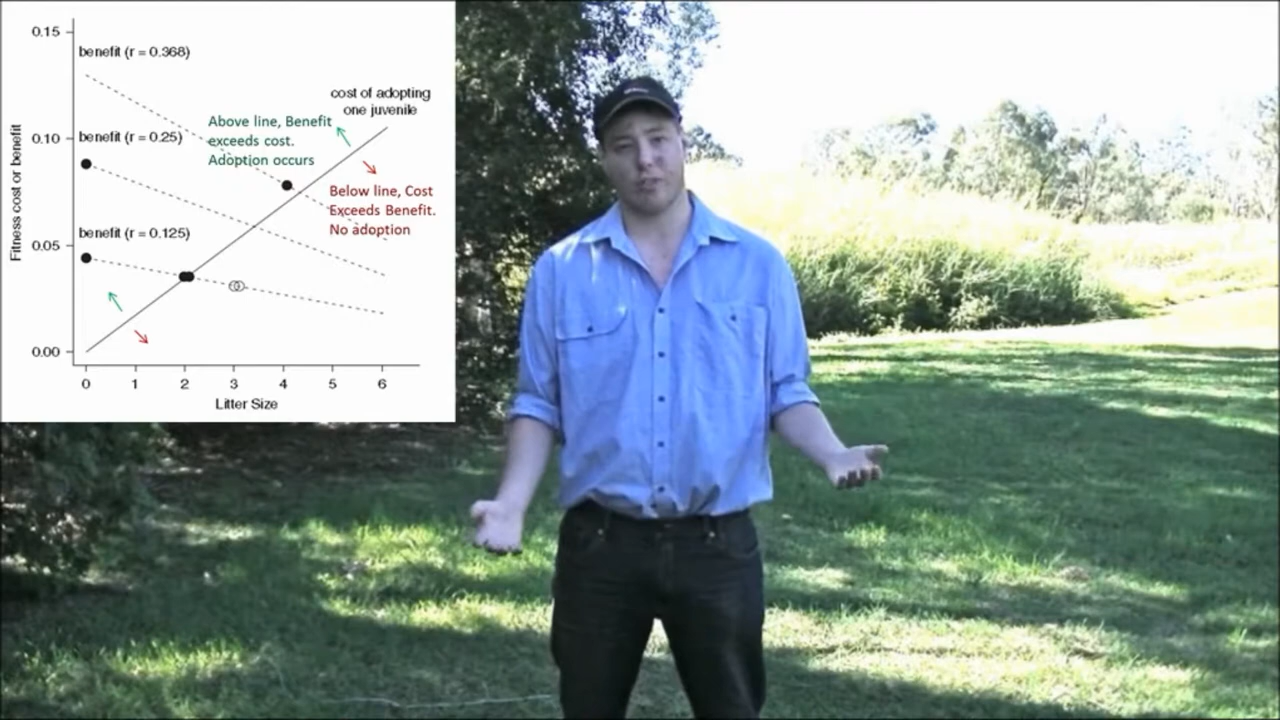 0.15
benefit (r = 0.368)
cost of adopting
one juvenile
Above line, Benefit
exceeds cost.
Adoption occurs
0.10
benefit (r = 0.25)
Below line, Cost
Exceeds Benefit.
No adoption
Fitness cost or benefit
benefit (r = 0.125)
0.05
0.00
0 1 2 3 4 5 6
Litter Size